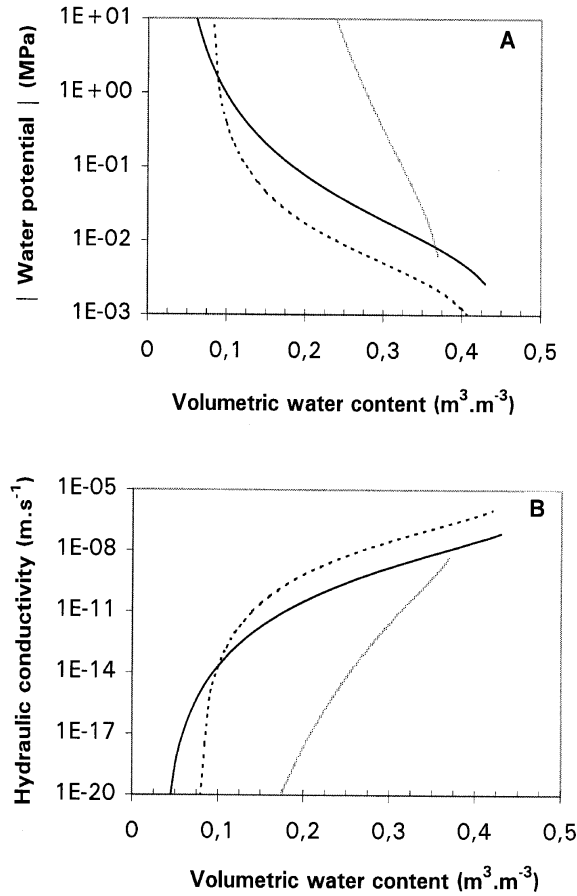 A
| Water potential | (MPa)
1E+01
1E+00
1E-01
1E-02
1E-03
0 0,1 0,2 0,3 0,4 0,5
Volumetric water content (m³.m⁻³)
B
Hydraulic conductivity (m.s⁻¹)
1E-05
1E-08
1E-11
1E-14
1E-17
1E-20
0 0,1 0,2 0,3 0,4 0,5
Volumetric water content (m³.m⁻³)